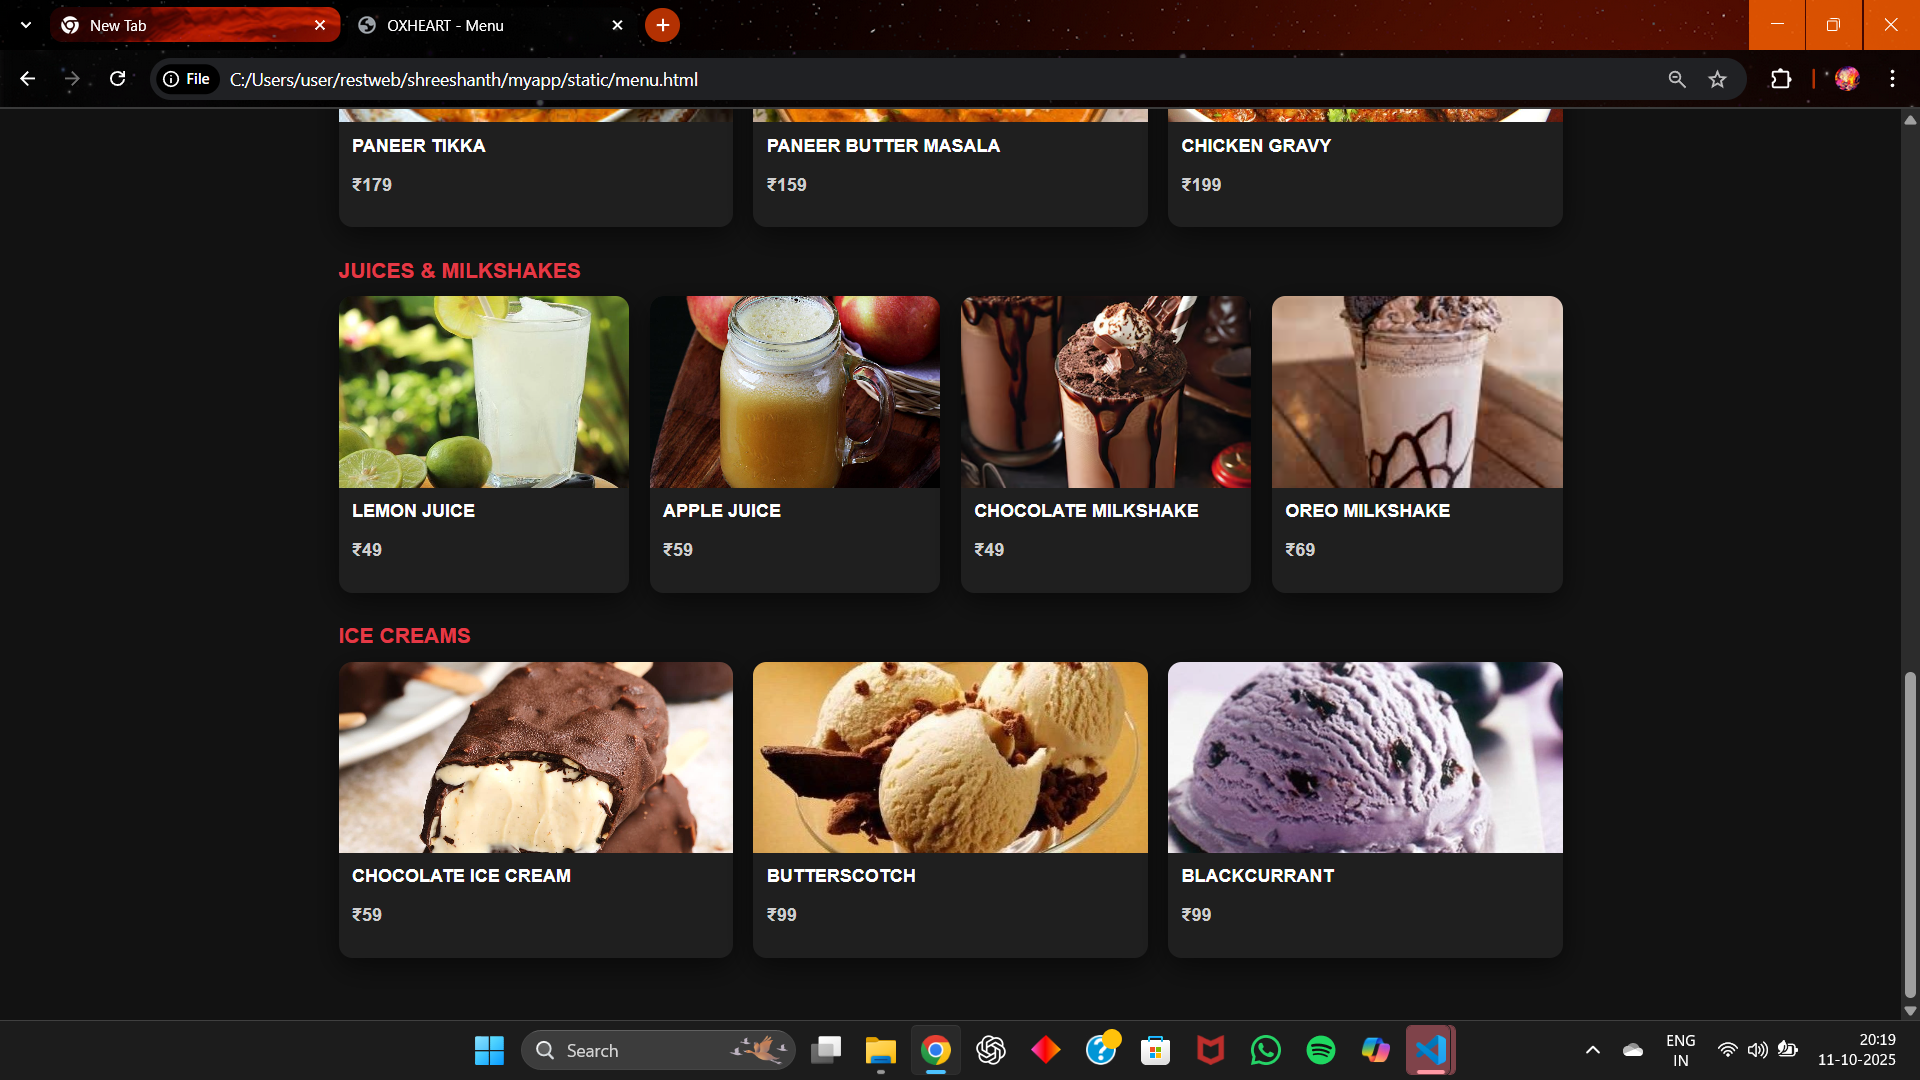 New Tab
OXHEART - Menu
File
C:/Users/user/restweb/shreeshanth/myapp/static/menu.html
PANEER TIKKA
₹179
PANEER BUTTER MASALA
₹159
CHICKEN GRAVY
₹199
JUICES & MILKSHAKES
LEMON JUICE
₹49
APPLE JUICE
₹59
CHOCOLATE MILKSHAKE
₹49
OREO MILKSHAKE
₹69
ICE CREAMS
CHOCOLATE ICE CREAM
₹59
BUTTERSCOTCH
₹99
BLACKCURRANT
₹99
Search
ENG
IN
20:19
11-10-2025